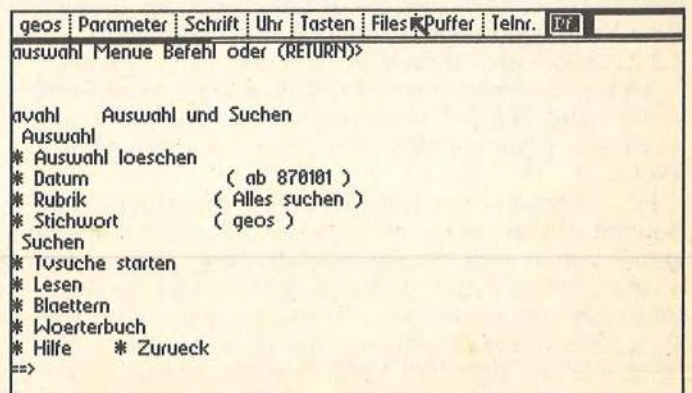 geos Parameter Schrift Uhr Tasten Files Puffer Telnr.
auswahl Menue Befehl oder (RETURN)>
avahl Auswahl und Suchen
Auswahl
* Auswahl loeschen
* Datum ( ab 870101 )
* Rubrik ( Alles suchen )
* Stichwort ( geos )
Suchen
* Tvsuche starten
* Lesen
* Blaettern
* Woerterbuch
* Hilfe * Zurueck
==>